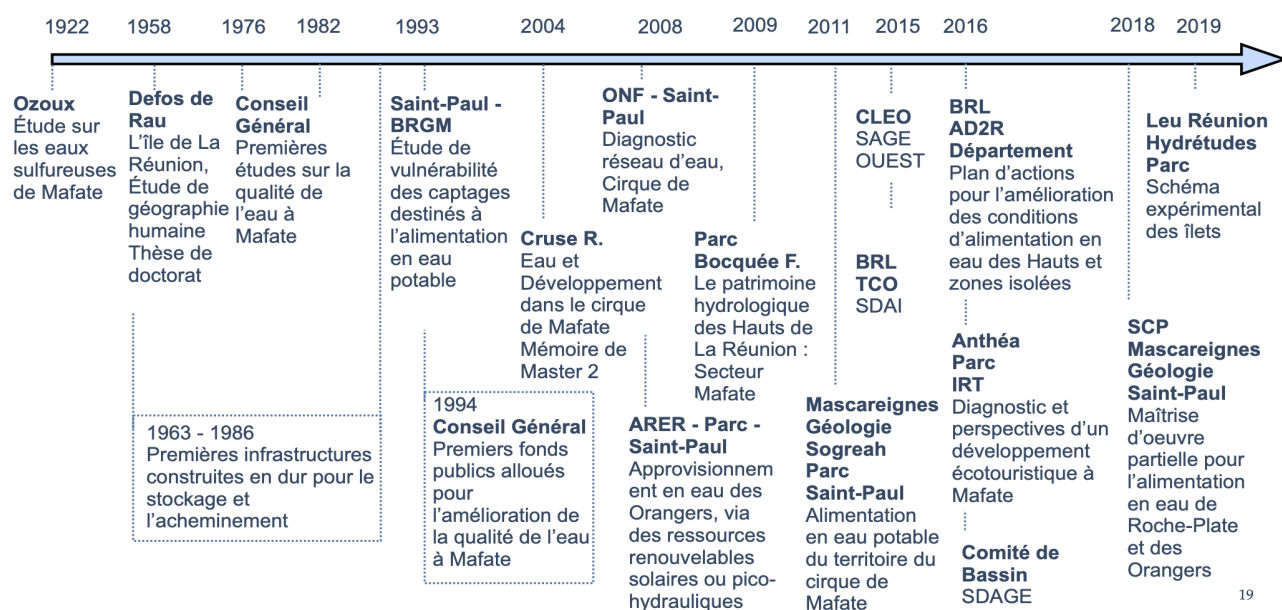 1922
1958
1976
1982
1993
2004
2008
2009
2011
2015
2016
2018
2019
Ozoux
Étude sur
les eaux
sulfureuses
de Mafate
Defos de
Rau
L’île de La
Réunion,
Étude de
géographie
humaine
Thèse de
doctorat
Conseil
Général
Premières
études sur la
qualité de
l’eau à
Mafate
1963 - 1986
Premières infrastructures
construites en dur pour le
stockage et
l’acheminement
Saint-Paul -
BRGM
Étude de
vulnérabilité
des captages
destinés à
l’alimentation
en eau
potable
1994
Conseil Général
Premiers fonds
publics alloués
pour
l’amélioration de
la qualité de l’eau
à Mafate
Cruse R.
Eau et
Développement
dans le cirque
de Mafate
Mémoire de
Master 2
ONF - Saint-
Paul
Diagnostic
réseau d’eau,
Cirque de
Mafate
ARER - Parc -
Saint-Paul
Approvisionnem
ent en eau des
Orangers, via
des ressources
renouvelables
solaires ou pico-
hydrauliques
Parc
Bocquée F.
Le patrimoine
hydrologique
des Hauts de
La Réunion :
Secteur
Mafate
Mascareignes
Géologie
Sogreah
Parc
Saint-Paul
Alimentation
en eau potable
du territoire du
cirque de
Mafate
CLEO
SAGE
OUEST
BRL
TCO
SDAI
BRL
AD2R
Département
Plan d’actions
pour l’amélioration
des conditions
d’alimentation en
eau des Hauts et
zones isolées
Anthéa
Parc
IRT
Diagnostic et
perspectives d’un
développement
écotouristique à
Mafate
Comité de
Bassin
SDAGE
SCP
Mascareignes
Géologie
Saint-Paul
Maîtrise
d’oeuvre
partielle pour
l’alimentation
en eau de
Roche-Plate
et des
Orangers
Leu Réunion
Hydrétudes
Parc
Schéma
expérimental
des îlets
19